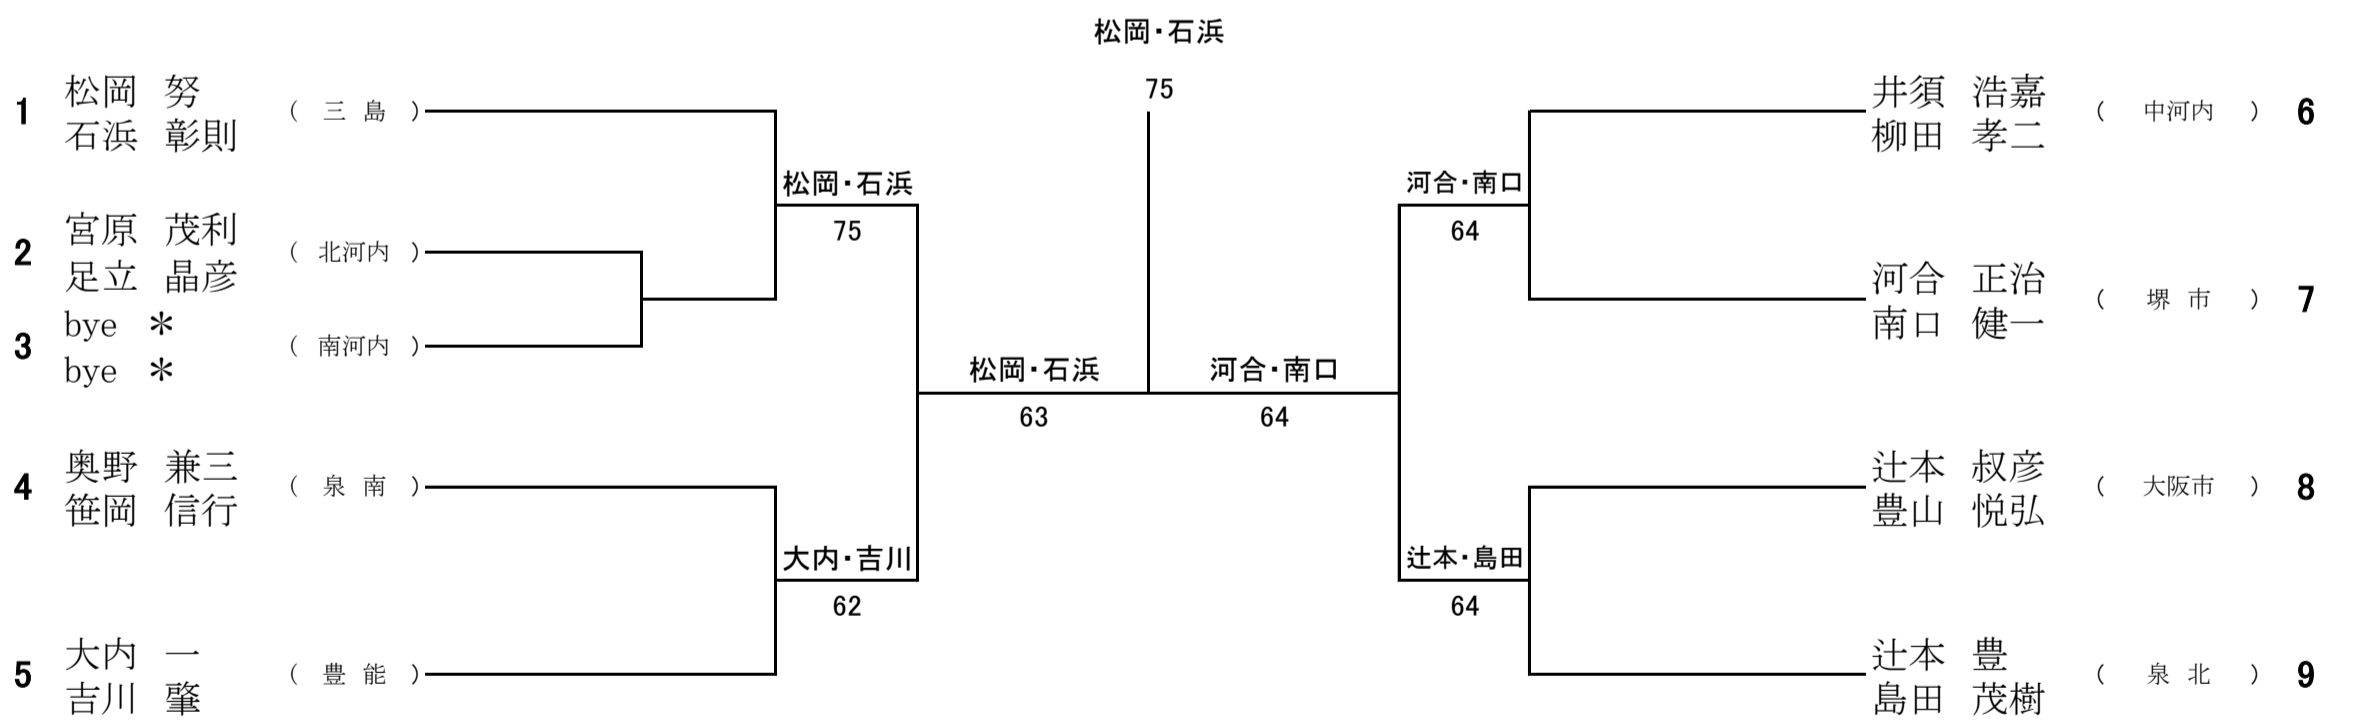 松岡・石浜
75
1 松岡 努 ( 三 島 )
石浜 彰則
2 宮原 茂利 ( 北河内 )
足立 晶彦
3 bye ＊ ( 南河内 )
bye ＊
4 奥野 兼三 ( 泉 南 )
笹岡 信行
5 大内 一 ( 豊 能 )
吉川 肇
松岡・石浜
75
大内・吉川
62
松岡・石浜
63
河合・南口
64
河合・南口
64
辻本・島田
64
井須 浩嘉 ( 中河内 ) 6
柳田 孝二
河合 正治 ( 堺 市 ) 7
南口 健一
辻本 叔彦 ( 大阪市 ) 8
豊山 悦弘
辻本 豊 ( 泉 北 ) 9
島田 茂樹